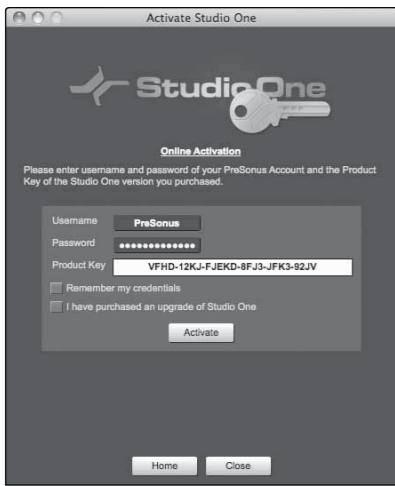 Activate Studio One
Studio One
Online Activation
Please enter username and password of your PreSonus Account and the Product
Key of the Studio One version you purchased.
Username PreSonus
Password •••••••••••••
Product Key VFHD-12KJ-FJEKD-8FJ3-JFK3-92JV
Remember my credentials
I have purchased an upgrade of Studio One
Activate
Home Close